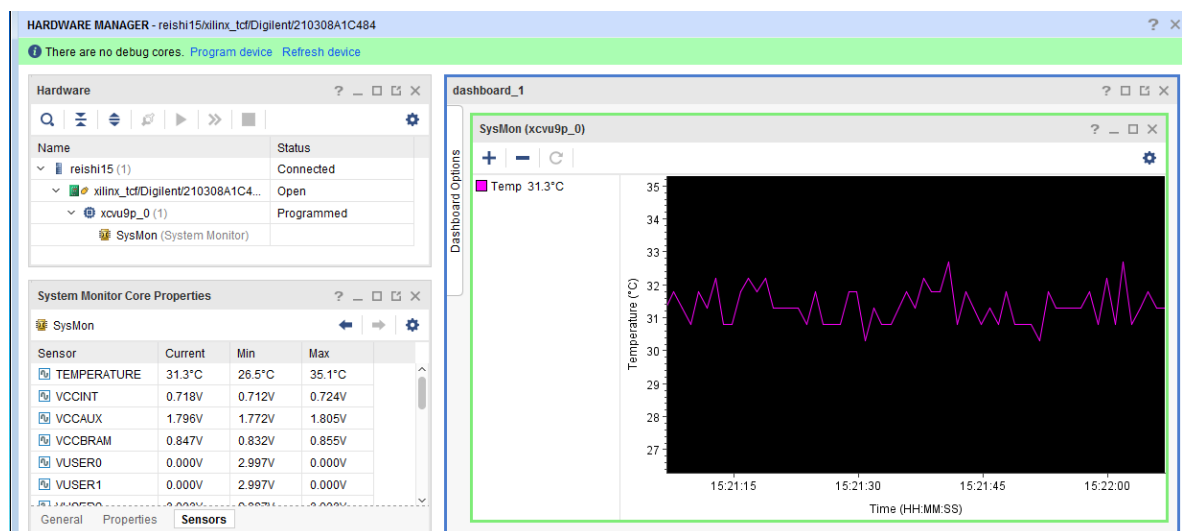 HARDWARE MANAGER - reishi15/xilinx_tcf/Digilent/210308A1C484
There are no debug cores. Program device Refresh device
Hardware
Name Status
reishi15 (1) Connected
xilinx_tcf/Digilent/210308A1C4... Open
xcvu9p_0 (1) Programmed
SysMon (System Monitor)
System Monitor Core Properties
SysMon
Sensor Current Min Max
TEMPERATURE 31.3°C 26.5°C 35.1°C
VCCINT 0.718V 0.712V 0.724V
VCCAUX 1.796V 1.772V 1.805V
VCCBRAM 0.847V 0.832V 0.855V
VUSER0 0.000V 2.997V 0.000V
VUSER1 0.000V 2.997V 0.000V
General Properties Sensors
dashboard_1
Dashboard Options
SysMon (xcvu9p_0)
Temp 31.3°C
Temperature (°C)
35
34
33
32
31
30
29
28
27
15:21:15 15:21:30 15:21:45 15:22:00
Time (HH:MM:SS)